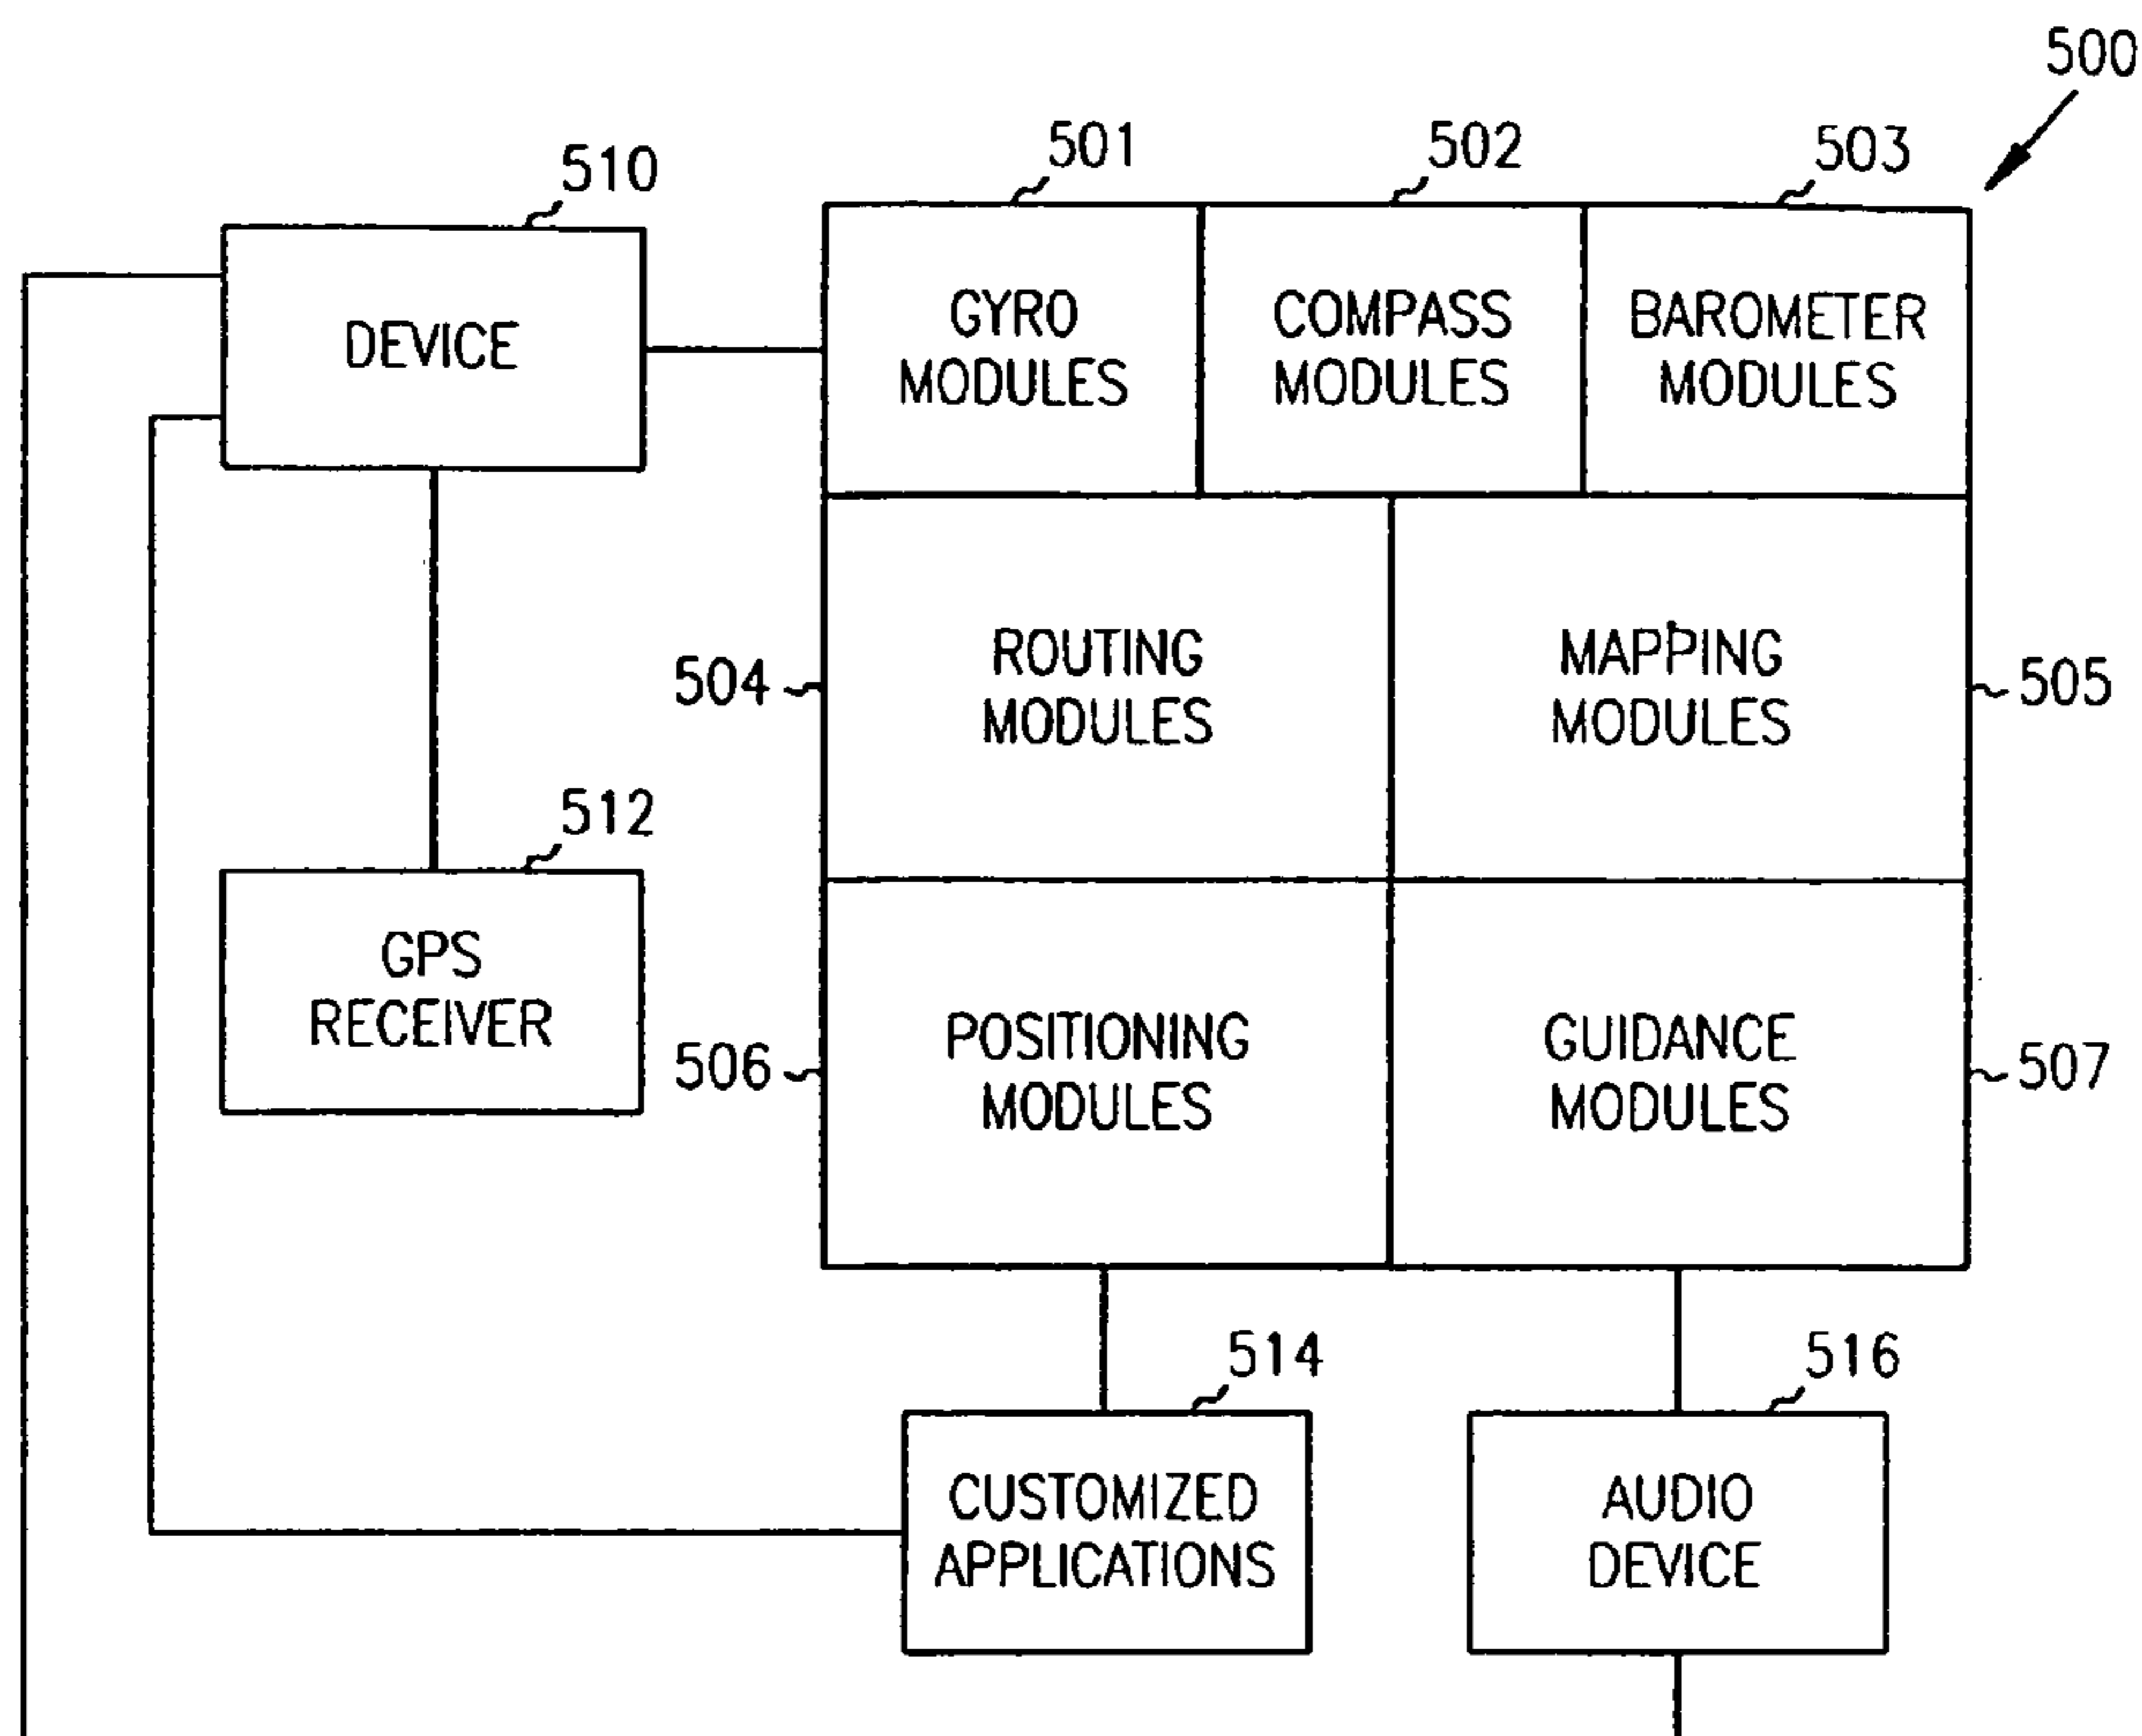 500
501
502
503
510
DEVICE
GYRO
MODULES
COMPASS
MODULES
BAROMETER
MODULES
504
ROUTING
MODULES
MAPPING
MODULES
505
512
GPS
RECEIVER
506
POSITIONING
MODULES
GUIDANCE
MODULES
507
514
CUSTOMIZED
APPLICATIONS
516
AUDIO
DEVICE